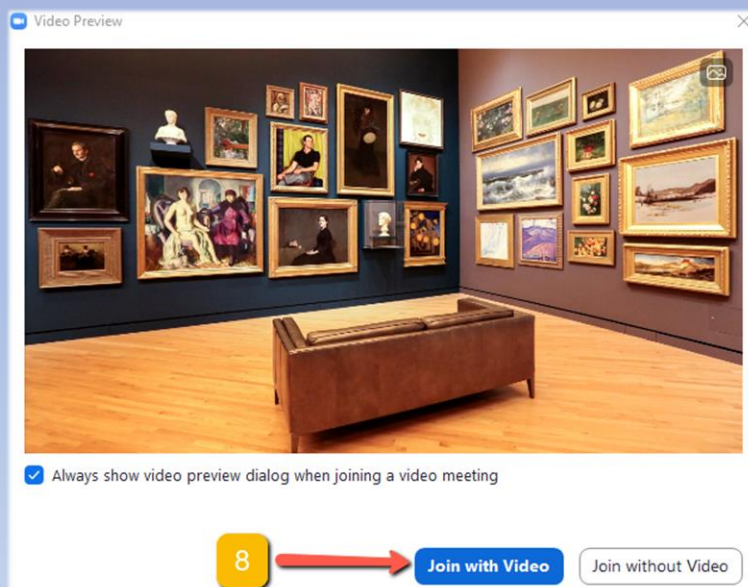 Video Preview
Always show video preview dialog when joining a video meeting
8
Join with Video
Join without Video